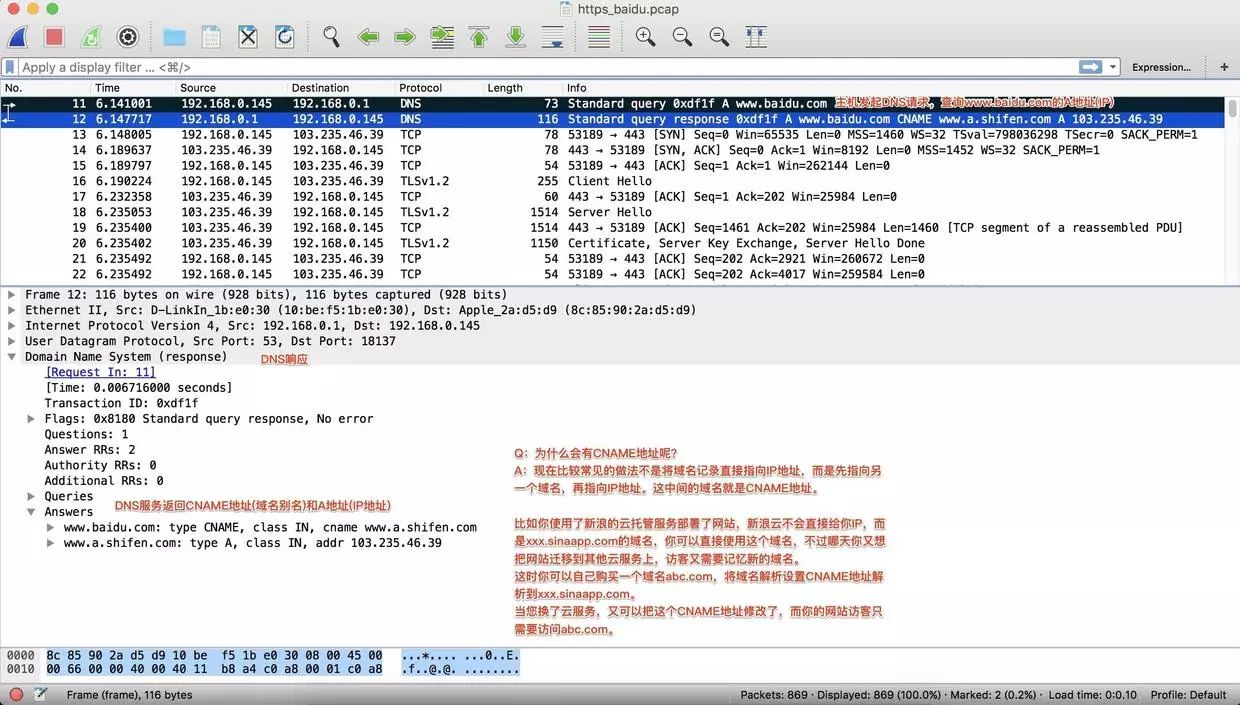 https_baidu.pcap
Apply a display filter ... <⌘/>
Expression...
+
No. Time Source Destination Protocol Length Info
11 6.141001 192.168.0.145 192.168.0.1 DNS 73 Standard query 0xdf1f A www.baidu.com 主机发起DNS请求，查询www.baidu.com的A地址(IP)
12 6.147717 192.168.0.1 192.168.0.145 DNS 116 Standard query response 0xdf1f A www.baidu.com CNAME www.a.shifen.com A 103.235.46.39
13 6.148005 192.168.0.145 103.235.46.39 TCP 78 53189 → 443 [SYN] Seq=0 Win=65535 Len=0 MSS=1460 WS=32 TSval=798036298 TSecr=0 SACK_PERM=1
14 6.189637 103.235.46.39 192.168.0.145 TCP 78 443 → 53189 [SYN, ACK] Seq=0 Ack=1 Win=8192 Len=0 MSS=1452 WS=32 SACK_PERM=1
15 6.189797 192.168.0.145 103.235.46.39 TCP 54 53189 → 443 [ACK] Seq=1 Ack=1 Win=262144 Len=0
16 6.190224 192.168.0.145 103.235.46.39 TLSv1.2 255 Client Hello
17 6.232358 103.235.46.39 192.168.0.145 TCP 60 443 → 53189 [ACK] Seq=1 Ack=202 Win=25984 Len=0
18 6.235053 103.235.46.39 192.168.0.145 TLSv1.2 1514 Server Hello
19 6.235400 103.235.46.39 192.168.0.145 TCP 1514 443 → 53189 [ACK] Seq=1461 Ack=202 Win=25984 Len=1460 [TCP segment of a reassembled PDU]
20 6.235402 103.235.46.39 192.168.0.145 TLSv1.2 1150 Certificate, Server Key Exchange, Server Hello Done
21 6.235492 192.168.0.145 103.235.46.39 TCP 54 53189 → 443 [ACK] Seq=202 Ack=2921 Win=260672 Len=0
22 6.235492 192.168.0.145 103.235.46.39 TCP 54 53189 → 443 [ACK] Seq=202 Ack=4017 Win=259584 Len=0
Frame 12: 116 bytes on wire (928 bits), 116 bytes captured (928 bits)
Ethernet II, Src: D-LinkIn_1b:e0:30 (10:be:f5:1b:e0:30), Dst: Apple_2a:d5:d9 (8c:85:90:2a:d5:d9)
Internet Protocol Version 4, Src: 192.168.0.1, Dst: 192.168.0.145
User Datagram Protocol, Src Port: 53, Dst Port: 18137
Domain Name System (response) DNS响应
[Request In: 11]
[Time: 0.006716000 seconds]
Transaction ID: 0xdf1f
Flags: 0x8180 Standard query response, No error
Questions: 1
Answer RRs: 2
Authority RRs: 0
Additional RRs: 0
Queries
DNS服务返回CNAME地址(域名别名)和A地址(IP地址)
Answers
www.baidu.com: type CNAME, class IN, cname www.a.shifen.com
www.a.shifen.com: type A, class IN, addr 103.235.46.39
Q：为什么会有CNAME地址呢?
A：现在比较常见的做法不是将域名记录直接指向IP地址，而是先指向另
一个域名，再指向IP地址。这中间的域名就是CNAME地址。
比如你使用了新浪的云托管服务部署了网站，新浪云不会直接给你IP，而
是xxx.sinaapp.com的域名，你可以直接使用这个域名，不过哪天你又想
把网站迁移到其他云服务上，访客又需要记忆新的域名。
这时你可以自己购买一个域名abc.com，将域名解析设置CNAME地址解
析到xxx.sinaapp.com。
当您换了云服务，又可以把这个CNAME地址修改了，而你的网站访客只
需要访问abc.com。
0000 8c 85 90 2a d5 d9 10 be f5 1b e0 30 08 00 45 00 ...*.... ...0..E.
0010 00 66 00 00 40 00 40 11 b8 a4 c0 a8 00 01 c0 a8 .f..@.@. ........
Frame (frame), 116 bytes
Packets: 869 · Displayed: 869 (100.0%) · Marked: 2 (0.2%) · Load time: 0:0.10
Profile: Default